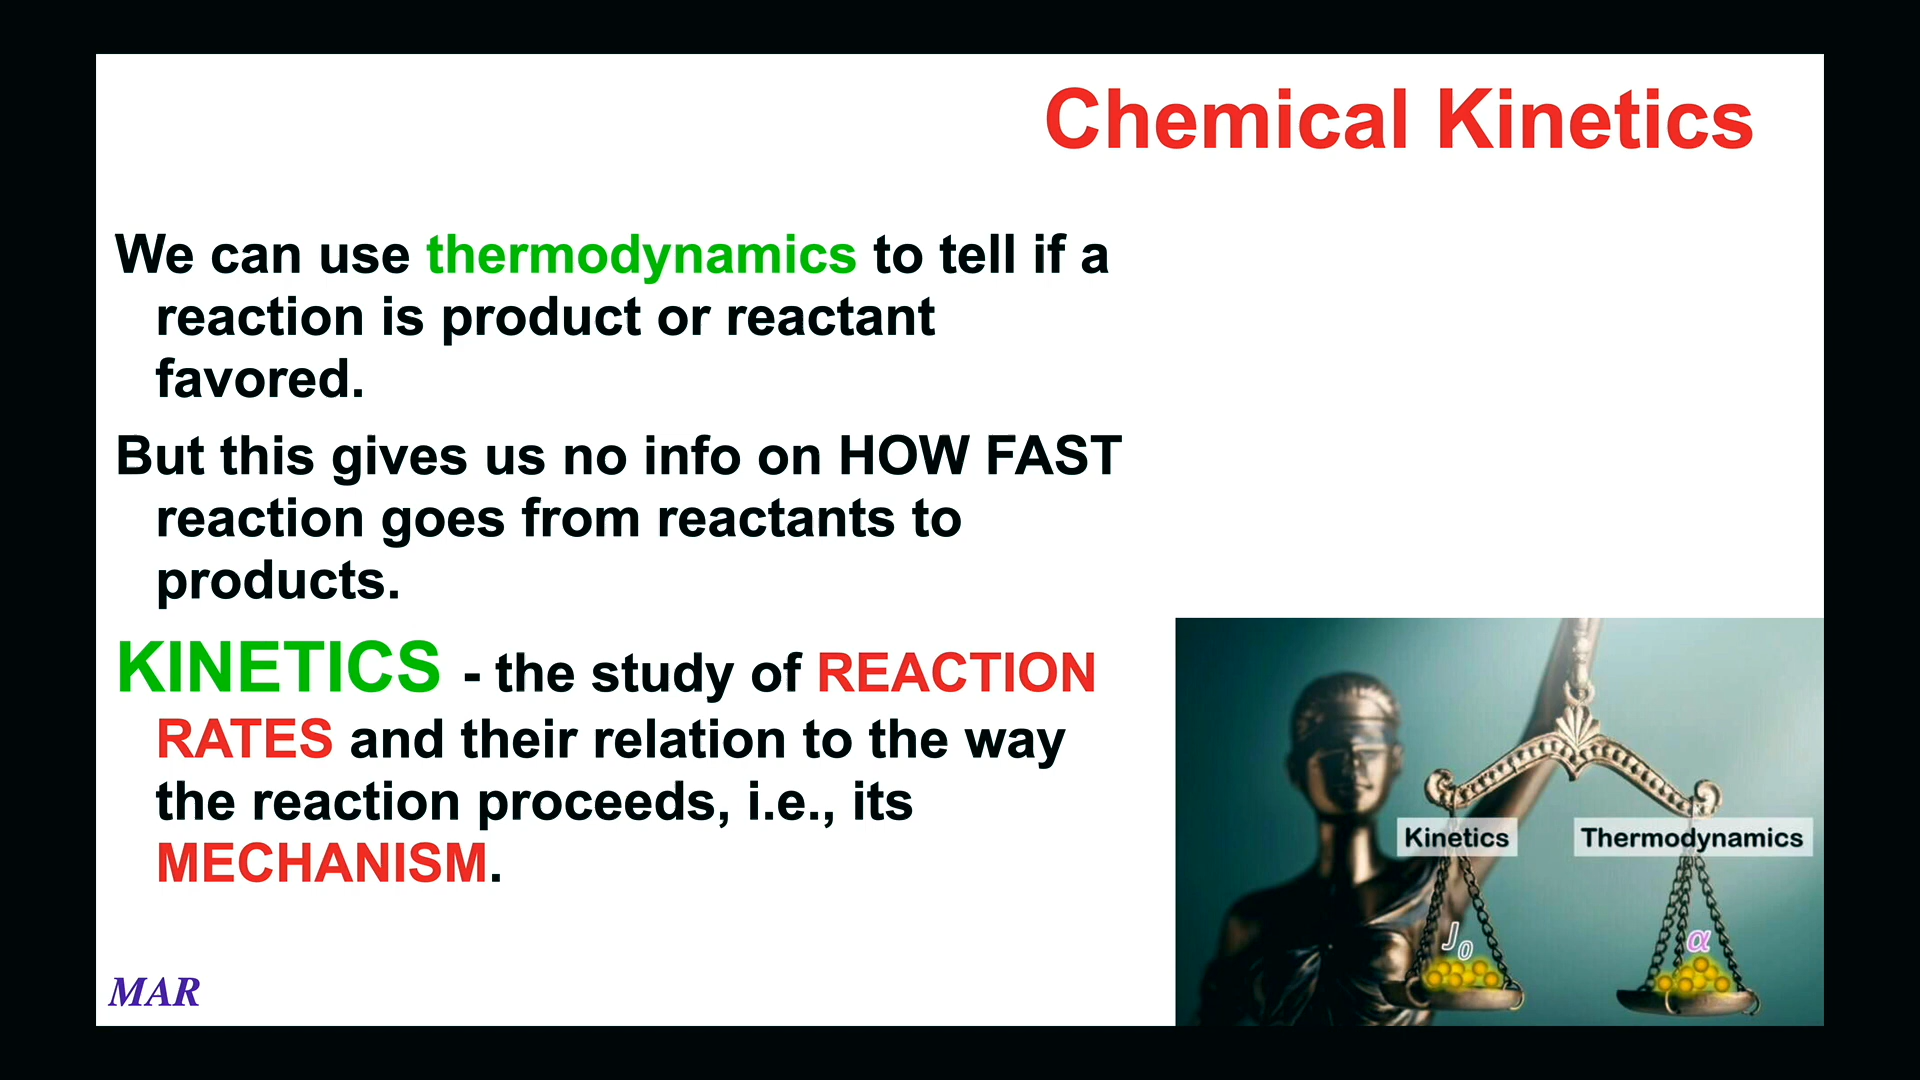 Chemical Kinetics
We can use thermodynamics to tell if a
reaction is product or reactant
favored.
But this gives us no info on HOW FAST
reaction goes from reactants to
products.
KINETICS - the study of REACTION
RATES and their relation to the way
the reaction proceeds, i.e., its
MECHANISM.
Kinetics
Thermodynamics
J0
α
MAR